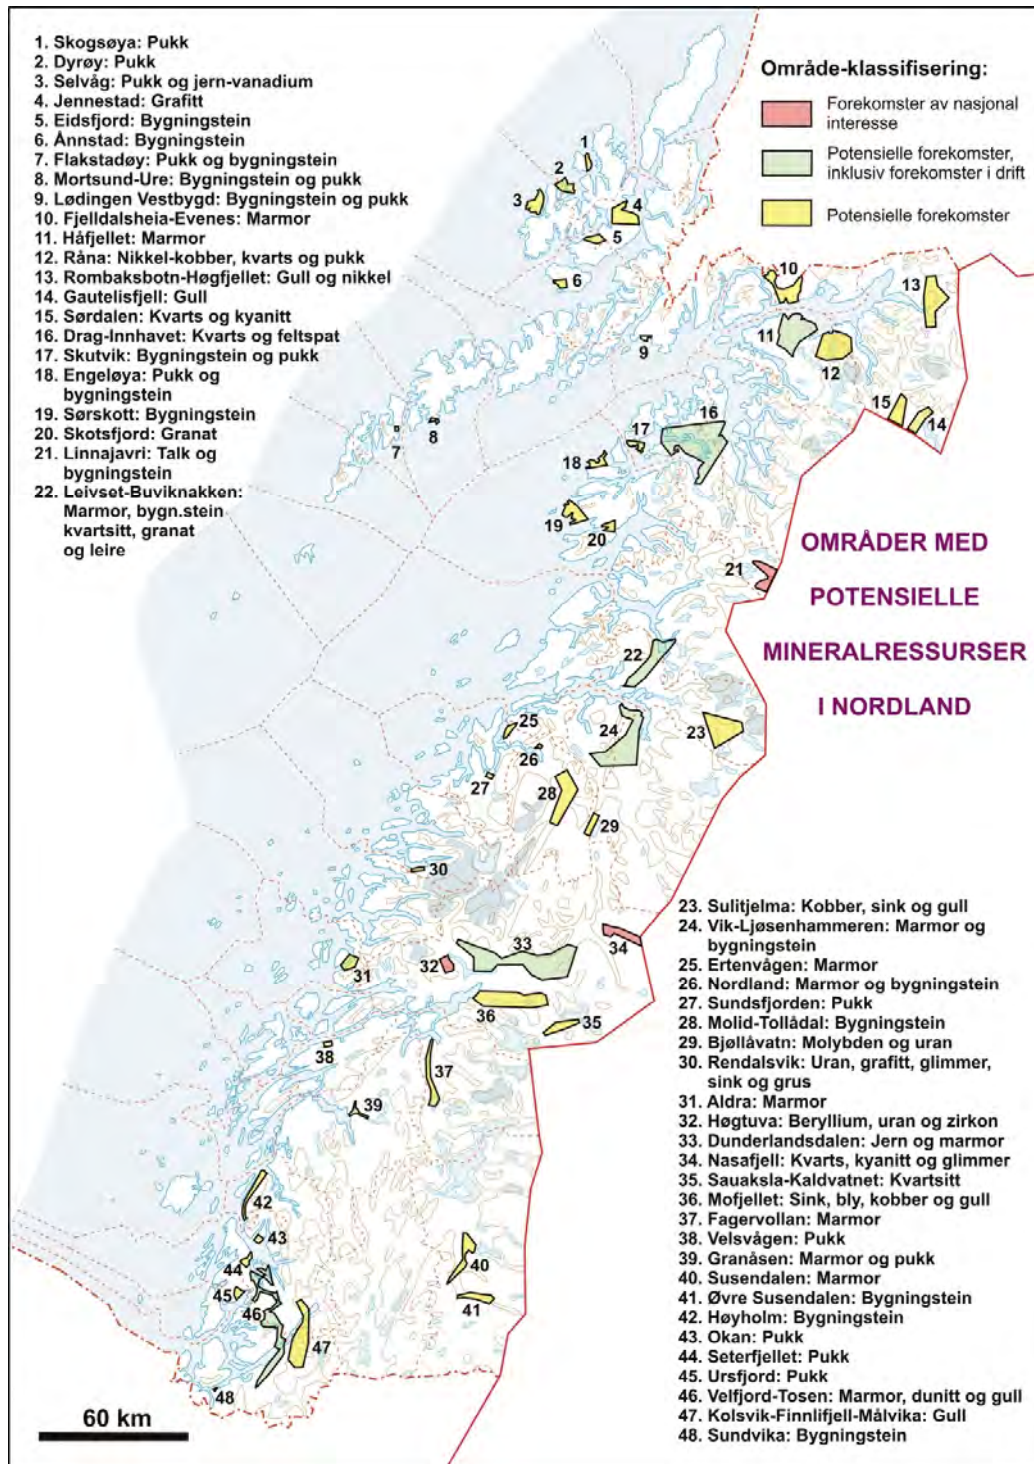 1. Skogsøya: Pukk
2. Dyrøy: Pukk
3. Selvåg: Pukk og jern-vanadium
4. Jennestad: Grafitt
5. Eidsfjord: Bygningstein
6. Ånnstad: Bygningstein
7. Flakstadøy: Pukk og bygningstein
8. Mortsund-Ure: Bygningstein og pukk
9. Lødingen Vestbygd: Bygningstein og pukk
10. Fjelldalsheia-Evenes: Marmor
11. Håfjellet: Marmor
12. Råna: Nikkel-kobber, kvarts og pukk
13. Rombaksbotn-Høgfjellet: Gull og nikkel
14. Gautelisfjell: Gull
15. Sørdalen: Kvarts og kyanitt
16. Drag-Innhavet: Kvarts og feltspat
17. Skutvik: Bygningstein og pukk
18. Engeløya: Pukk og
bygningstein
19. Sørskott: Bygningstein
20. Skotsfjord: Granat
21. Linnajavri: Talk og
bygningstein
22. Leivset-Buviknakken:
Marmor, bygn.stein
kvartsitt, granat
og leire
Område-klassifisering:
Forekomster av nasjonal
interesse
Potensielle forekomster,
inklusiv forekomster i drift
Potensielle forekomster
1
2
3
4
5
6
10
13
11
12
9
8
7
16
15
14
17
18
19
20
21
OMRÅDER MED
POTENSIELLE
MINERALRESSURSER
I NORDLAND
22
25
24
23
26
27
28
29
30
33
34
32
31
36
35
38
37
39
42
43
44
40
45
46
41
47
48
60 km
23. Sulitjelma: Kobber, sink og gull
24. Vik-Ljøsenhammeren: Marmor og
bygningstein
25. Ertenvågen: Marmor
26. Nordland: Marmor og bygningstein
27. Sundsfjorden: Pukk
28. Molid-Tollådal: Bygningstein
29. Bjøllåvatn: Molybden og uran
30. Rendalsvik: Uran, grafitt, glimmer,
sink og grus
31. Aldra: Marmor
32. Høgtuva: Beryllium, uran og zirkon
33. Dunderlandsdalen: Jern og marmor
34. Nasafjell: Kvarts, kyanitt og glimmer
35. Sauaksla-Kaldvatnet: Kvartsitt
36. Mofjellet: Sink, bly, kobber og gull
37. Fagervollan: Marmor
38. Velsvågen: Pukk
39. Granåsen: Marmor og pukk
40. Susendalen: Marmor
41. Øvre Susendalen: Bygningstein
42. Høyholm: Bygningstein
43. Okan: Pukk
44. Seterfjellet: Pukk
45. Ursfjord: Pukk
46. Velfjord-Tosen: Marmor, dunitt og gull
47. Kolsvik-Finnlifjell-Målvika: Gull
48. Sundvika: Bygningstein